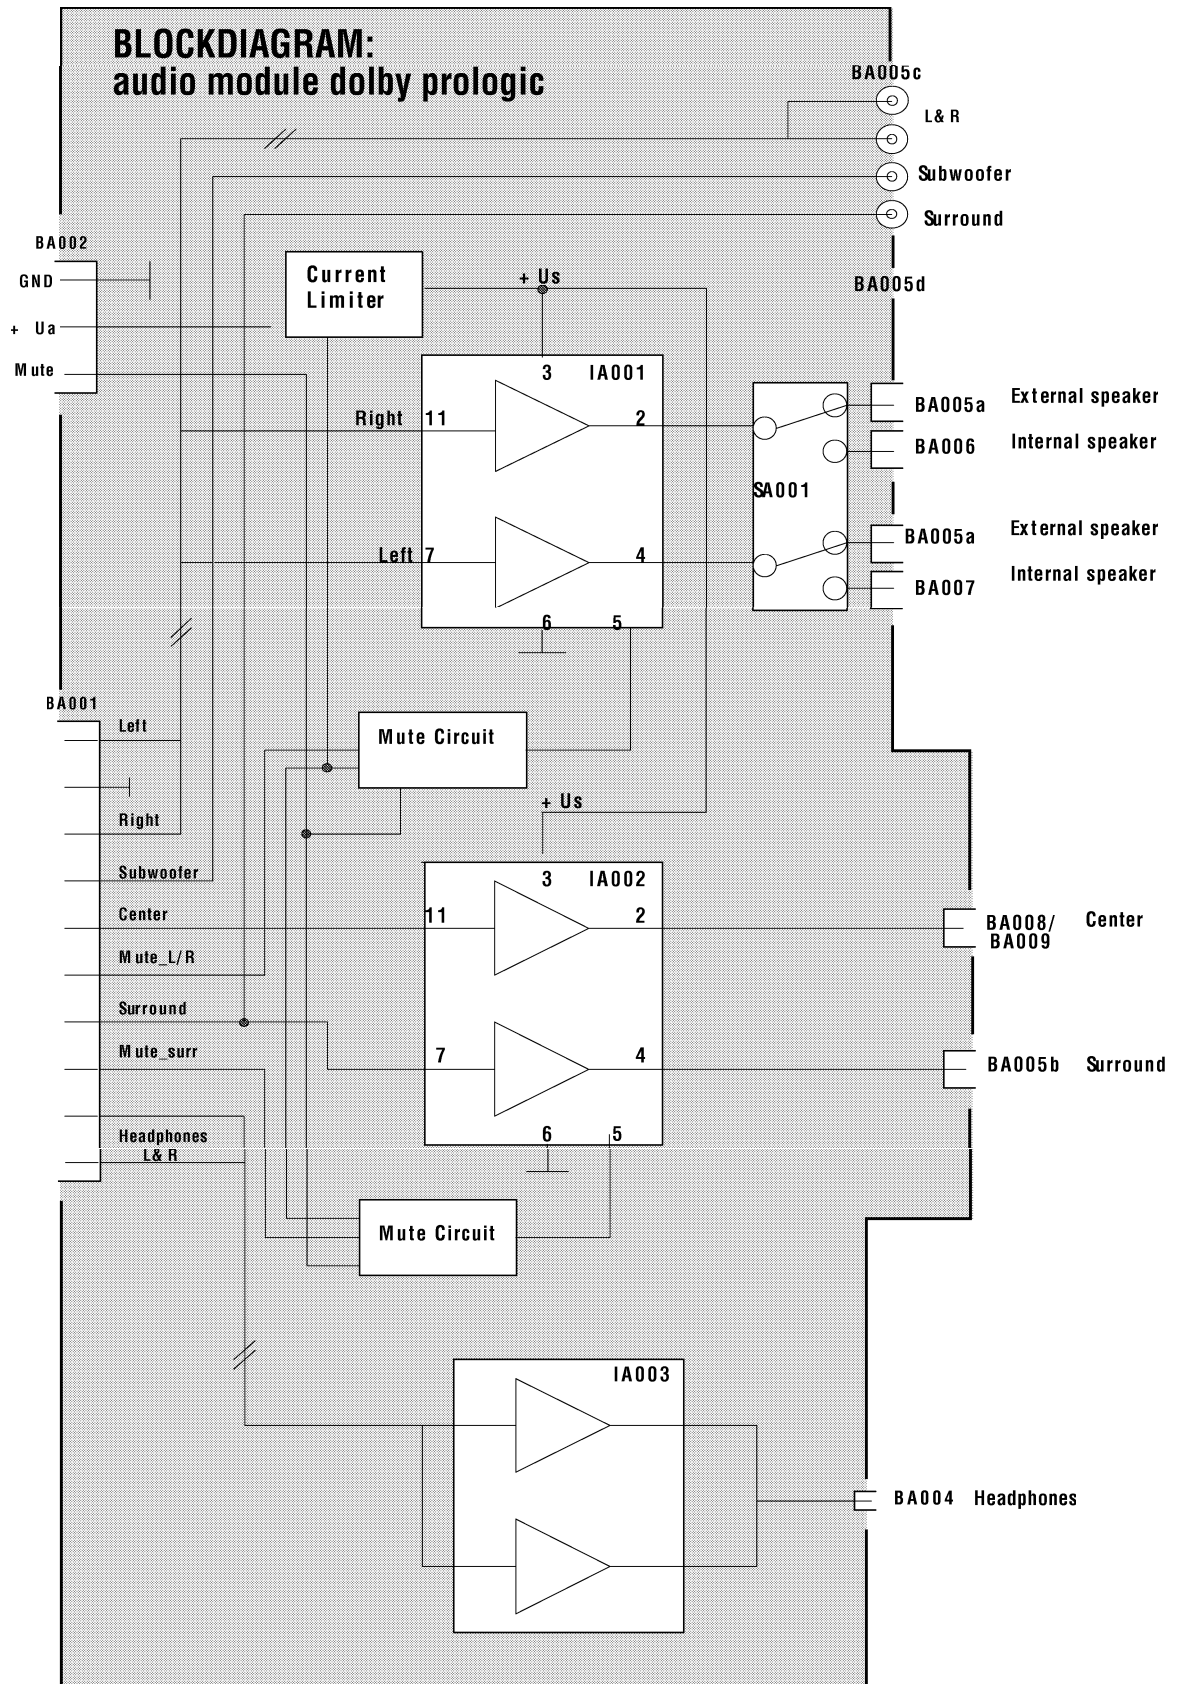 BLOCKDIAGRAM:
audio module dolby prologic
BA005c
L&R
Subwoofer
Surround
BA002
GND
+ Ua
Mute
Current
Limiter
+ Us
BA005d
3
IA001
Right
11
2
BA005a
External speaker
BA006
Internal speaker
SA001
Left
7
4
BA005a
External speaker
BA007
Internal speaker
6
5
BA001
Left
Mute Circuit
Right
+ Us
Subwoofer
3
IA002
Center
11
2
BA008/
BA009
Center
Mute_L/R
Surround
Mute_surr
7
4
BA005b
Surround
Headphones
L&R
6
5
Mute Circuit
IA003
BA004
Headphones